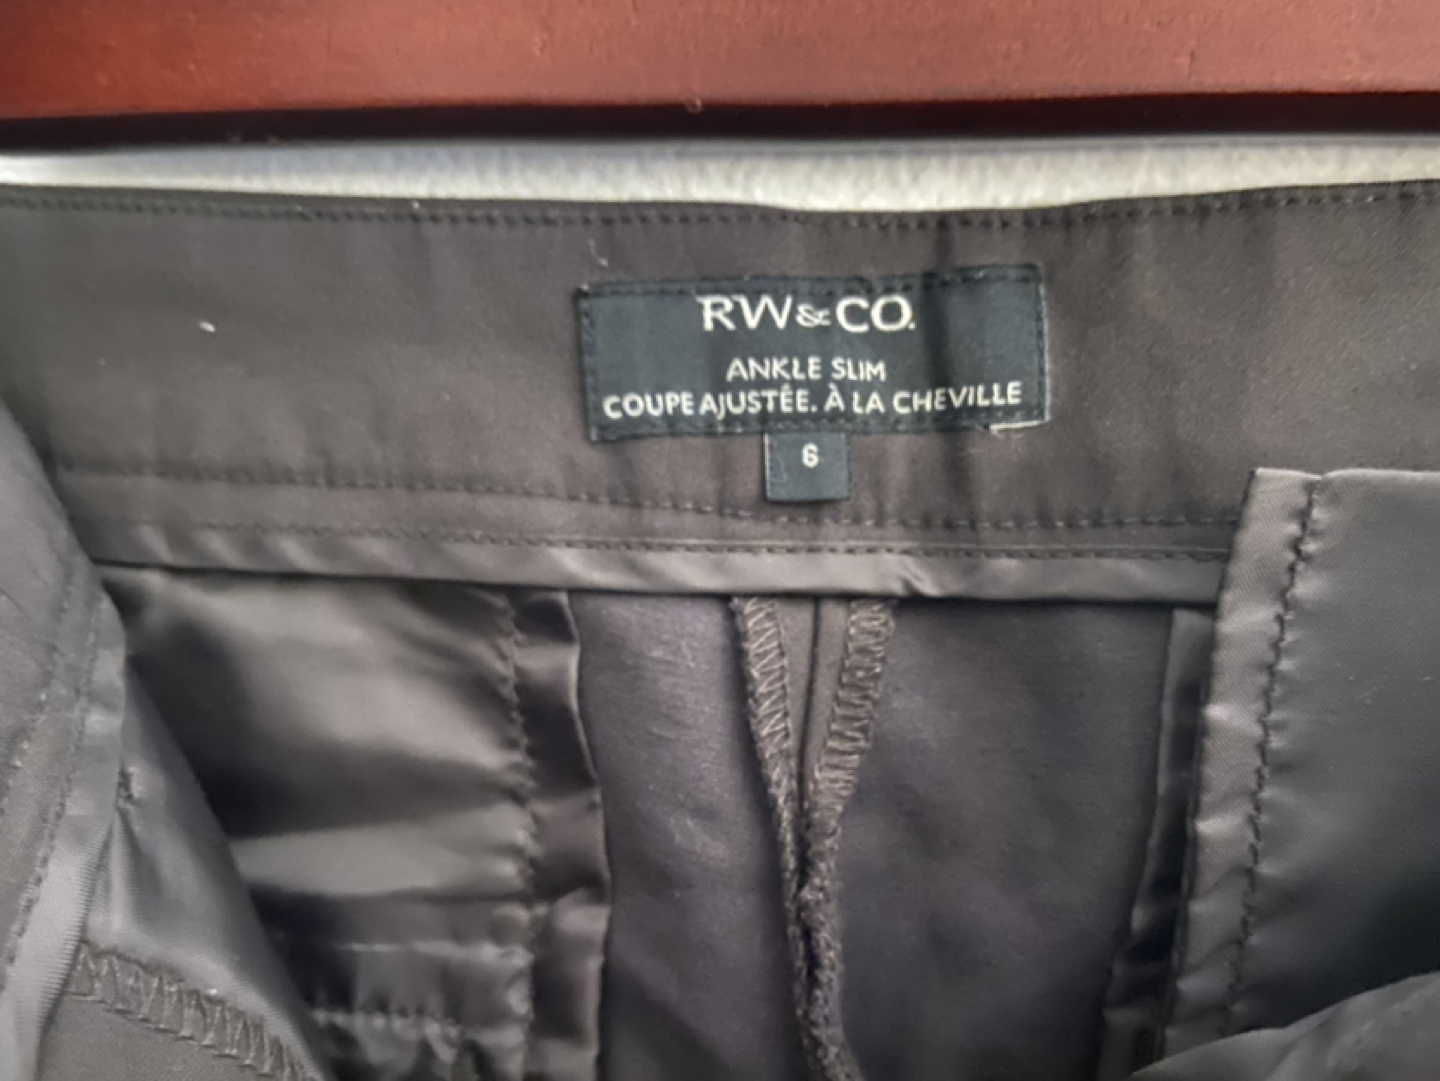 RW&CO.
ANKLE SLIM
COUPE AJUSTÉE. À LA CHEVILLE
6